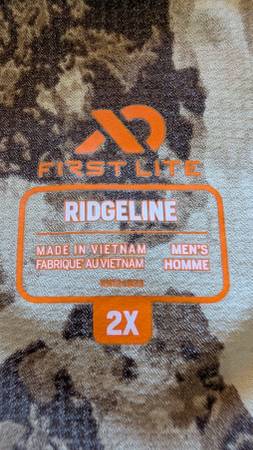 FIRST LITE
RIDGELINE
MADE IN VIETNAM MEN'S
FABRIQUE AU VIETNAM HOMME
2X